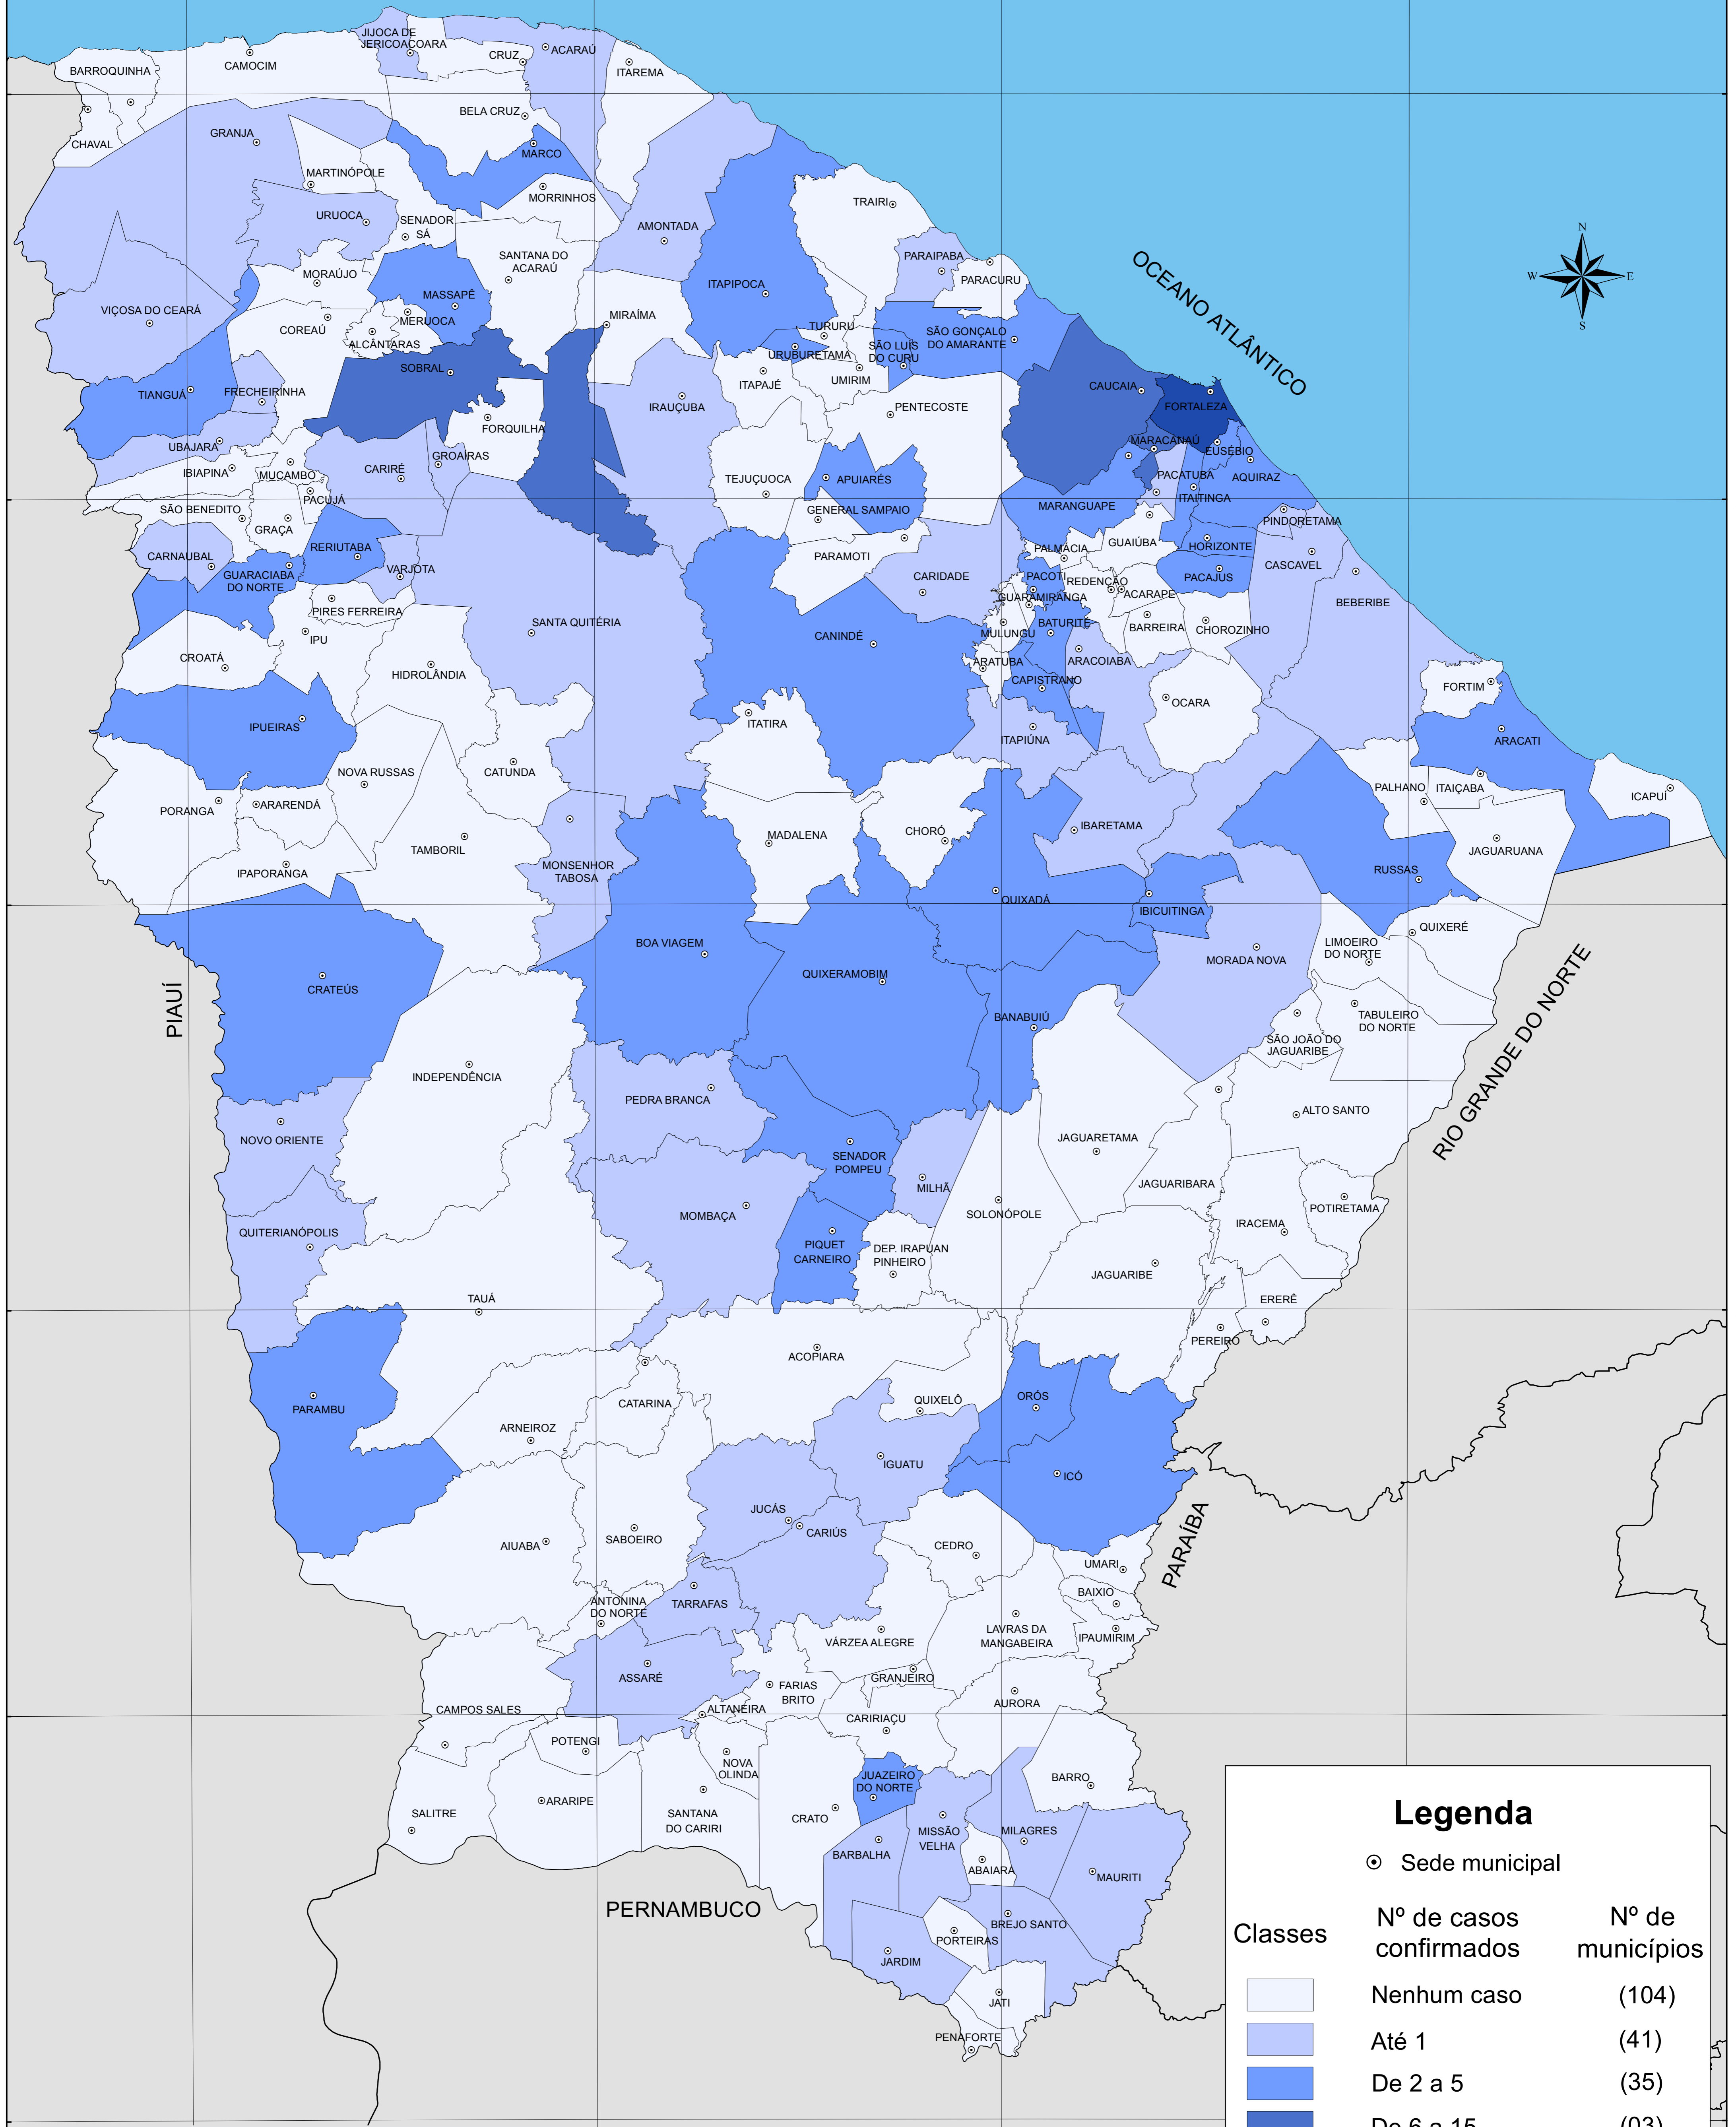 JIJOCA DE
JERICOACOARA
CRUZ
ACARAÚ
ITAREMA
BARROQUINHA
CAMOCIM
BELA CRUZ
CHAVAL
GRANJA
MARCO
MARTINÓPOLE
MORRINHOS
TRAIRI
URUOCA
SENADOR
SÁ
AMONTADA
N
W
E
S
SANTANA DO
ACARAÚ
PARAIPABA
PARACURU
OCEANO ATLÂNTICO
MORAÚJO
MASSAPÊ
ITAPIPOCA
VIÇOSA DO CEARÁ
MERUOCA
MIRAÍMA
COREAÚ
ALCÂNTARAS
TURURU
URUBURETAMA
SÃO LUIS
DO CURU
SÃO GONÇALO
DO AMARANTE
SOBRAL
UMIRIM
ITAPAJÉ
CAUCAIA
TIANGUÁ
FRECHEIRINHA
IRAUÇUBA
PENTECOSTE
FORTALEZA
FORQUILHA
MARACANAÚ
EUSÉBIO
UBAJARA
GROAÍRAS
IBIAPINA
MUCAMBO
CARIRÉ
TEJUÇUOCA
APUIARÉS
PACATUBA
AQUIRAZ
PACUJÁ
ITAITINGA
MARANGUAPE
SÃO BENEDITO
GENERAL SAMPAIO
GRAÇA
PINDORETAMA
RERIUTABA
PARAMOTI
PALMÁCIA
GUAIÚBA
HORIZONTE
CARNAUBAL
CASCAVEL
GUARACIABA
DO NORTE
VARJOTA
CARIDADE
PACOTI
REDENÇÃO
PACAJUS
GUARAMIRANGA
ACARAPE
BEBERIBE
PIRES FERREIRA
SANTA QUITÉRIA
BATURITÉ
BARREIRA
CHOROZINHO
IPU
CANINDÉ
MULUNGU
CROATÁ
ARATUBA
ARACOIABA
HIDROLÂNDIA
CAPISTRANO
FORTIM
OCARA
IPUEIRAS
ITATIRA
ITAPIÚNA
ARACATI
NOVA RUSSAS
CATUNDA
PALHANO
ITAIÇABA
ICAPUÍ
PORANGA
ARARENDÁ
MADALENA
CHORÓ
IBARETAMA
TAMBORIL
JAGUARUANA
IPAPORANGA
MONSENHOR
TABOSA
RUSSAS
QUIXADÁ
IBICUITINGA
BOA VIAGEM
QUIXERÉ
LIMOEIRO
DO NORTE
MORADA NOVA
QUIXERAMOBIM
CRATEÚS
PIAUÍ
BANABUIÚ
TABULEIRO
DO NORTE
SÃO JOÃO DO
JAGUARIBE
RIO GRANDE DO NORTE
INDEPENDÊNCIA
PEDRA BRANCA
ALTO SANTO
NOVO ORIENTE
JAGUARETAMA
SENADOR
POMPEU
MILHÃ
JAGUARIBARA
POTIRETAMA
MOMBAÇA
SOLONÓPOLE
IRACEMA
QUITERIANÓPOLIS
PIQUET
CARNEIRO
DEP. IRAPUAN
PINHEIRO
JAGUARIBE
TAUÁ
ERERÊ
PEREIRO
ACOPIARA
PARAMBU
CATARINA
QUIXELÔ
ORÓS
ARNEIROZ
IGUATU
ICÓ
JUCÁS
CARIÚS
PARAÍBA
AIUABA
SABOEIRO
CEDRO
UMARI
BAIXIO
ANTONINA
DO NORTE
TARRAFAS
LAVRAS DA
MANGABEIRA
IPAUMIRIM
VÁRZEA ALEGRE
ASSARÉ
GRANJEIRO
FARIAS
BRITO
AURORA
CAMPOS SALES
ALTANEIRA
CARIRIAÇU
POTENGI
NOVA
OLINDA
JUAZEIRO
DO NORTE
BARRO
ARARIPE
SALITRE
SANTANA
DO CARIRI
CRATO
MISSÃO
VELHA
MILAGRES
BARBALHA
ABAIARA
MAURITI
PERNAMBUCO
BREJO SANTO
PORTEIRAS
JARDIM
JATI
PENAFORTE
Legenda
Sede municipal
Classes
Nº de casos
confirmados
Nº de
municípios
Nenhum caso (104)
Até 1 (41)
De 2 a 5 (35)
De 6 a 15 (03)